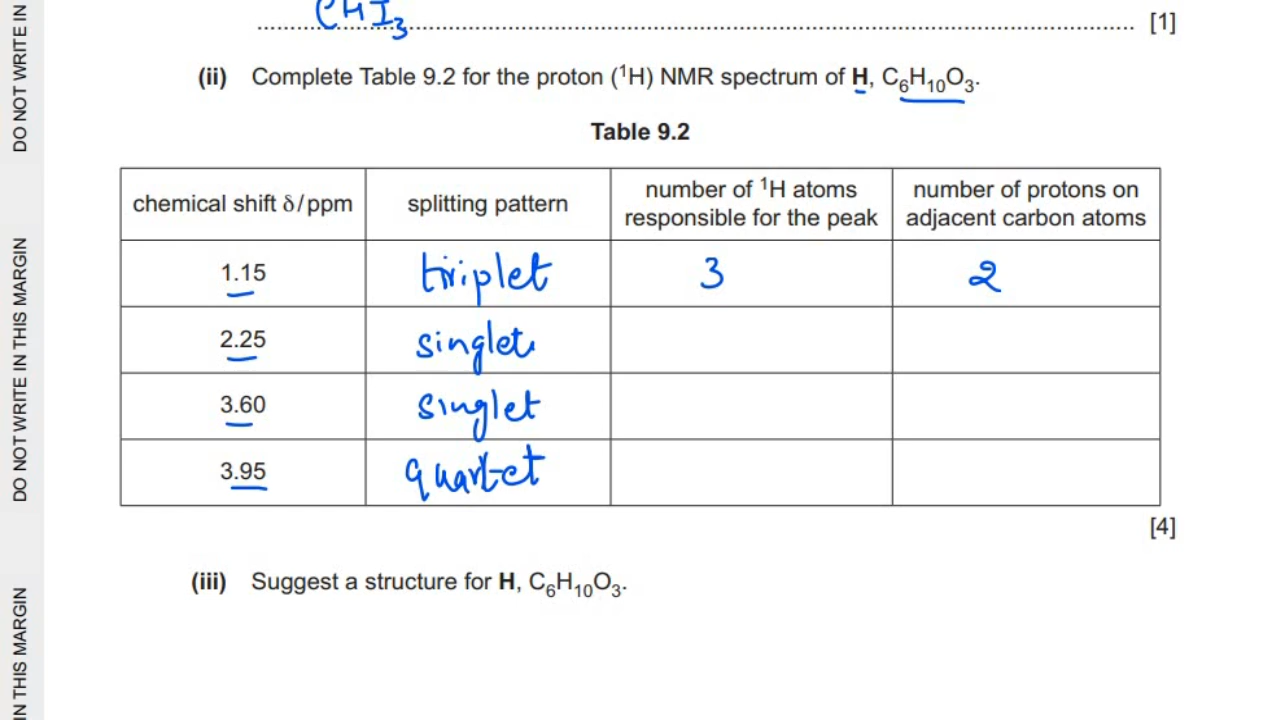 CHI3
[1]
(ii) Complete Table 9.2 for the proton (¹H) NMR spectrum of H, C₆H₁₀O₃.
Table 9.2
chemical shift δ/ppm splitting pattern number of ¹H atoms responsible for the peak number of protons on adjacent carbon atoms
1.15 triplet 3 2
2.25 singlet
3.60 singlet
3.95 quartet
[4]
(iii) Suggest a structure for H, C₆H₁₀O₃.
DO NOT WRITE IN
DO NOT WRITE IN THIS MARGIN
IN THIS MARGIN